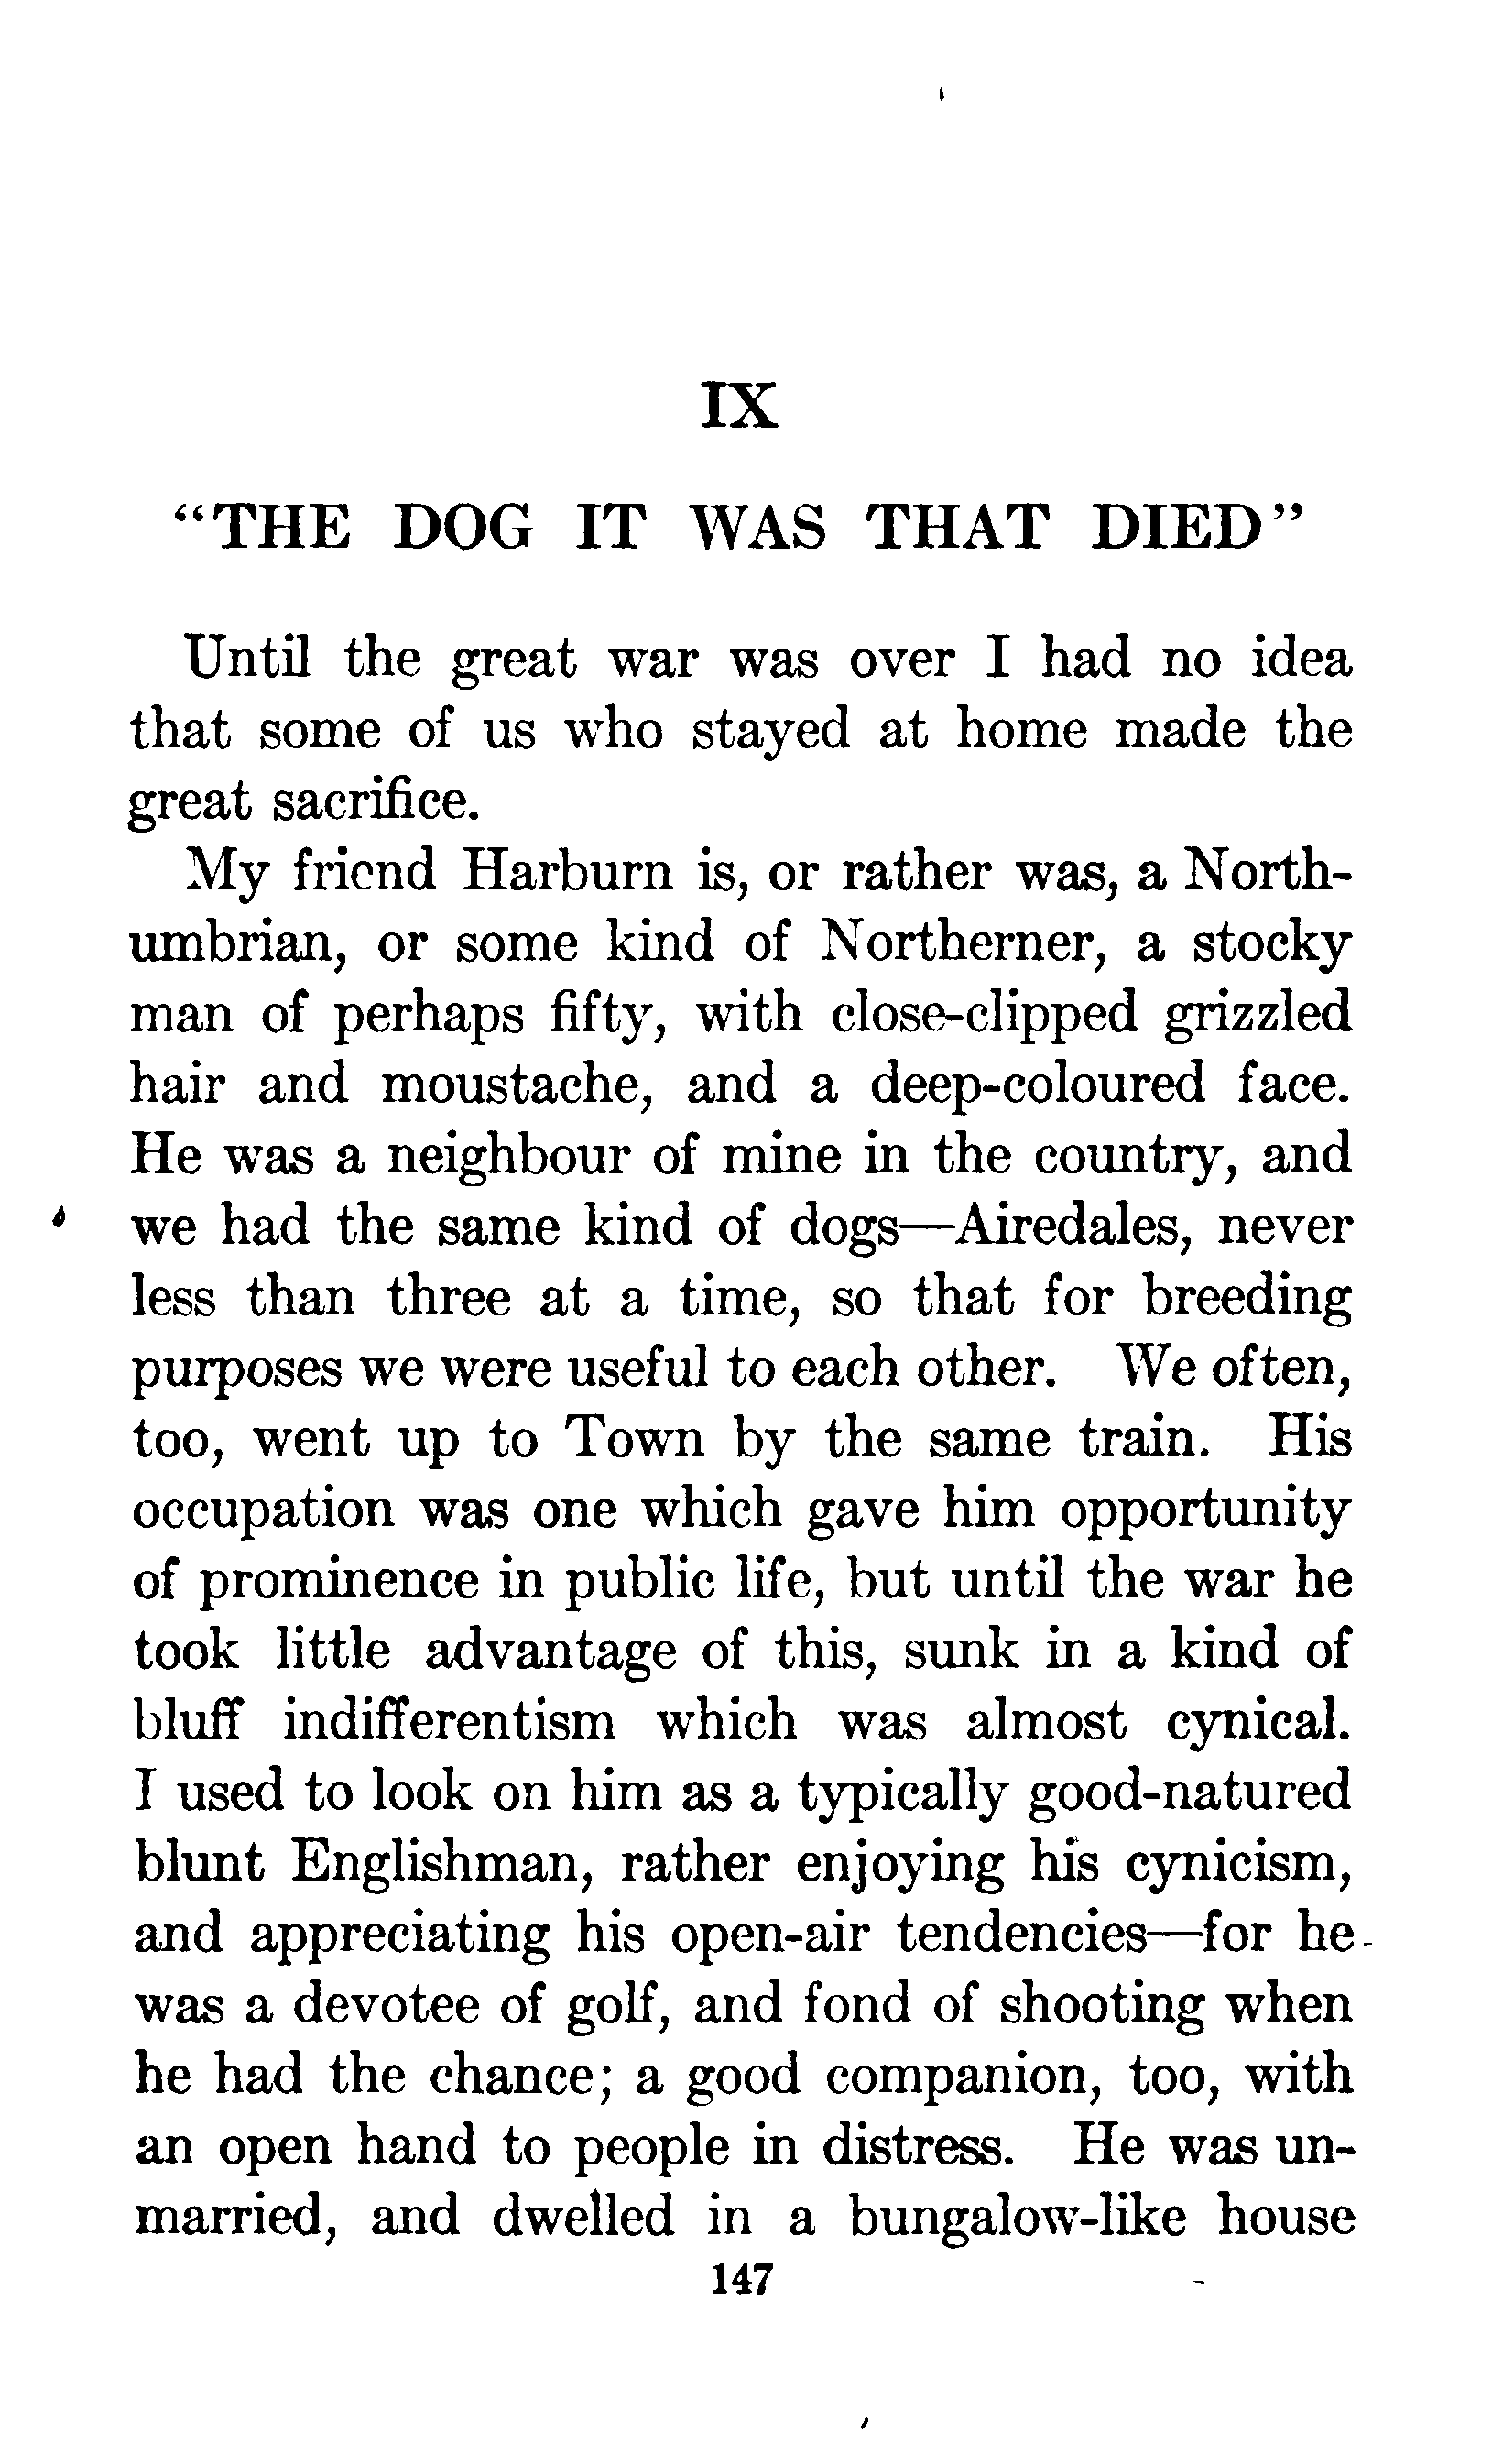 IX
“THE DOG IT WAS THAT DIED”
Until the great war was over I had no idea
that some of us who stayed at home made the
great sacrifice.
My friend Harburn is, or rather was, a North-
umbrian, or some kind of Northerner, a stocky
man of perhaps fifty, with close-clipped grizzled
hair and moustache, and a deep-coloured face.
He was a neighbour of mine in the country, and
we had the same kind of dogs—Airedales, never
less than three at a time, so that for breeding
purposes we were useful to each other. We often,
too, went up to Town by the same train. His
occupation was one which gave him opportunity
of prominence in public life, but until the war he
took little advantage of this, sunk in a kind of
bluff indifferentism which was almost cynical.
I used to look on him as a typically good-natured
blunt Englishman, rather enjoying his cynicism,
and appreciating his open-air tendencies—for he
was a devotee of golf, and fond of shooting when
he had the chance; a good companion, too, with
an open hand to people in distress. He was un-
married, and dwelled in a bungalow-like house
147